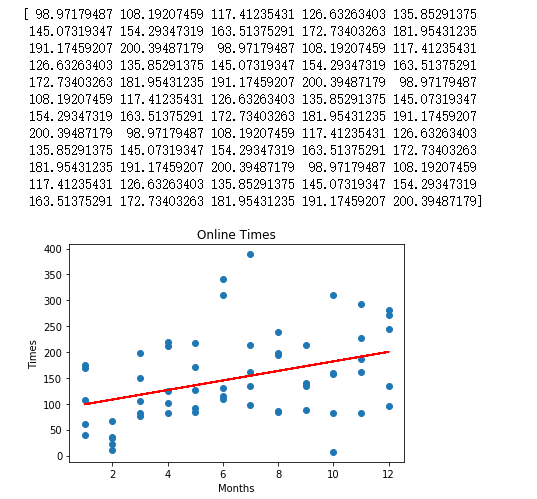 [ 98.97179487 108.19207459 117.41235431 126.63263403 135.85291375
145.07319347 154.29347319 163.51375291 172.73403263 181.95431235
191.17459207 200.39487179  98.97179487 108.19207459 117.41235431
126.63263403 135.85291375 145.07319347 154.29347319 163.51375291
172.73403263 181.95431235 191.17459207 200.39487179  98.97179487
108.19207459 117.41235431 126.63263403 135.85291375 145.07319347
154.29347319 163.51375291 172.73403263 181.95431235 191.17459207
200.39487179  98.97179487 108.19207459 117.41235431 126.63263403
135.85291375 145.07319347 154.29347319 163.51375291 172.73403263
181.95431235 191.17459207 200.39487179  98.97179487 108.19207459
117.41235431 126.63263403 135.85291375 145.07319347 154.29347319
163.51375291 172.73403263 181.95431235 191.17459207 200.39487179]
Online Times
400
350
300
250
200
150
100
50
0
Times
2 4 6 8 10 12
Months